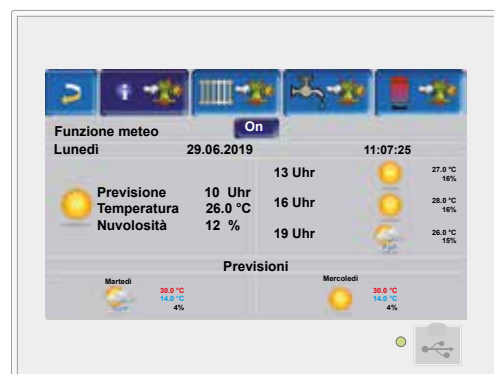 Funzione meteo On
Lunedì 29.06.2019 11:07:25
13 Uhr 27.0 °C
16%
Previsione 10 Uhr
Temperatura 26.0 °C
Nuvolosità 12 %
16 Uhr 28.0 °C
16%
19 Uhr 26.0 °C
15%
Previsioni
Martedì
30.0 °C
14.0 °C
4%
Mercoledì
30.0 °C
14.0 °C
4%